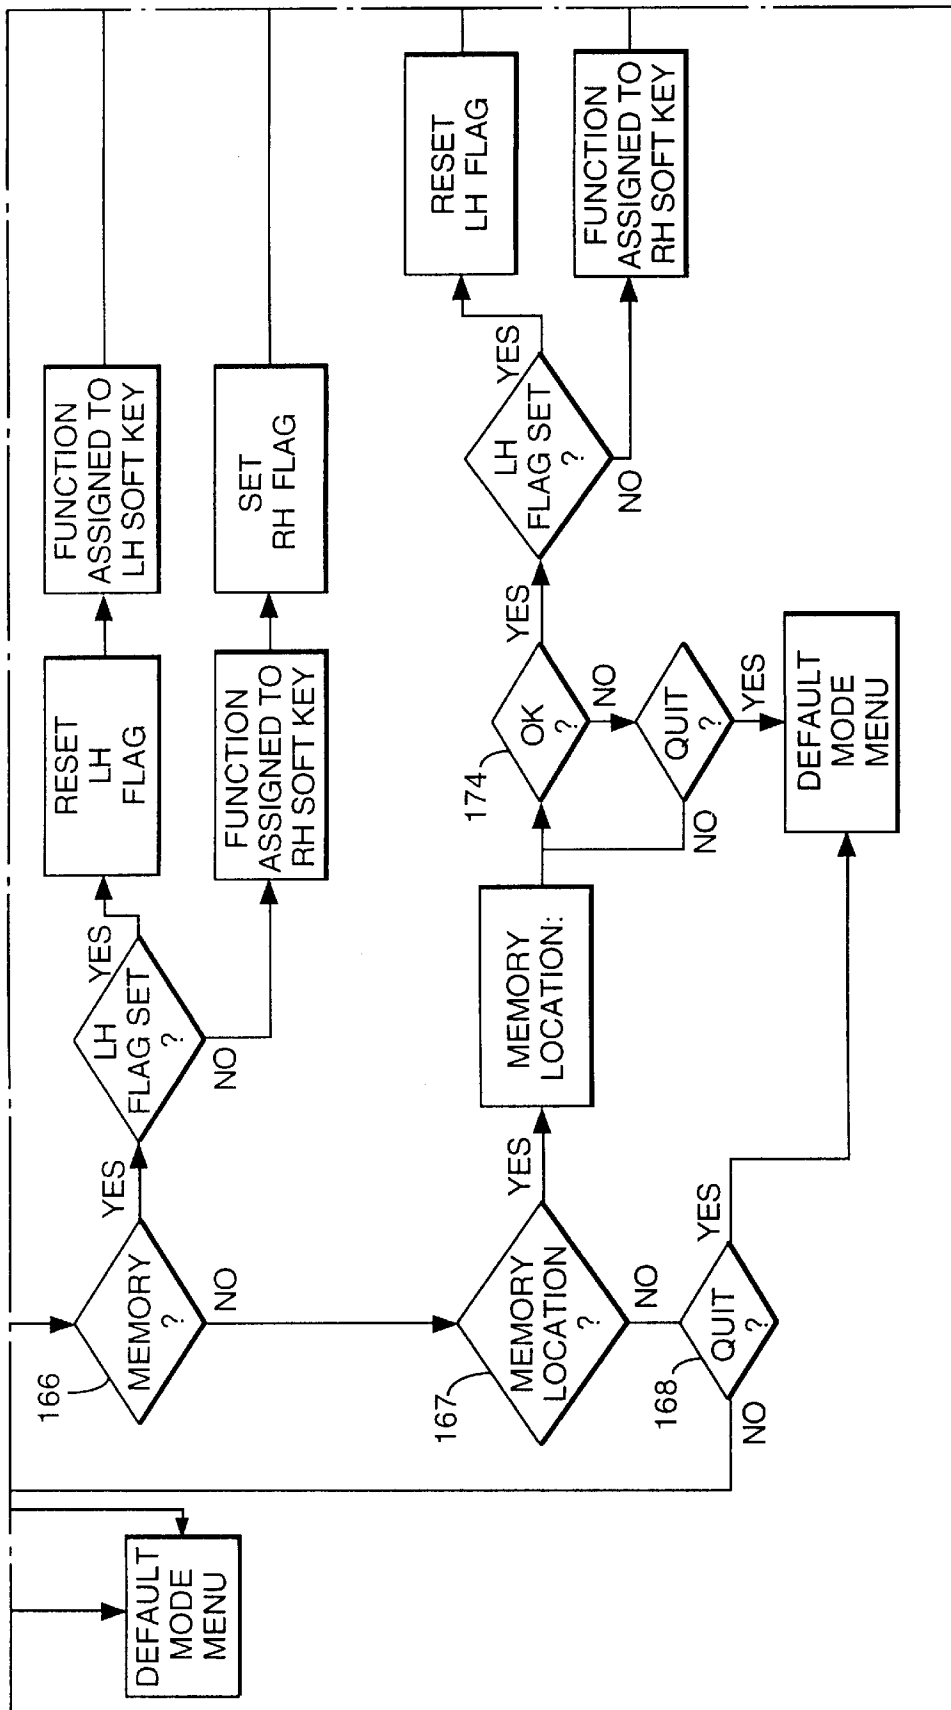 DEFAULT
MODE
MENU
166
MEMORY
?
YES
NO
LH
FLAG SET
?
YES
NO
RESET
LH
FLAG
FUNCTION
ASSIGNED TO
LH SOFT KEY
FUNCTION
ASSIGNED TO
RH SOFT KEY
SET
RH FLAG
167
MEMORY
LOCATION
?
YES
NO
MEMORY
LOCATION:
174
OK
?
YES
NO
LH
FLAG SET
?
YES
NO
RESET
LH FLAG
FUNCTION
ASSIGNED TO
RH SOFT KEY
QUIT
?
NO
YES
168
QUIT
?
NO
YES
DEFAULT
MODE
MENU